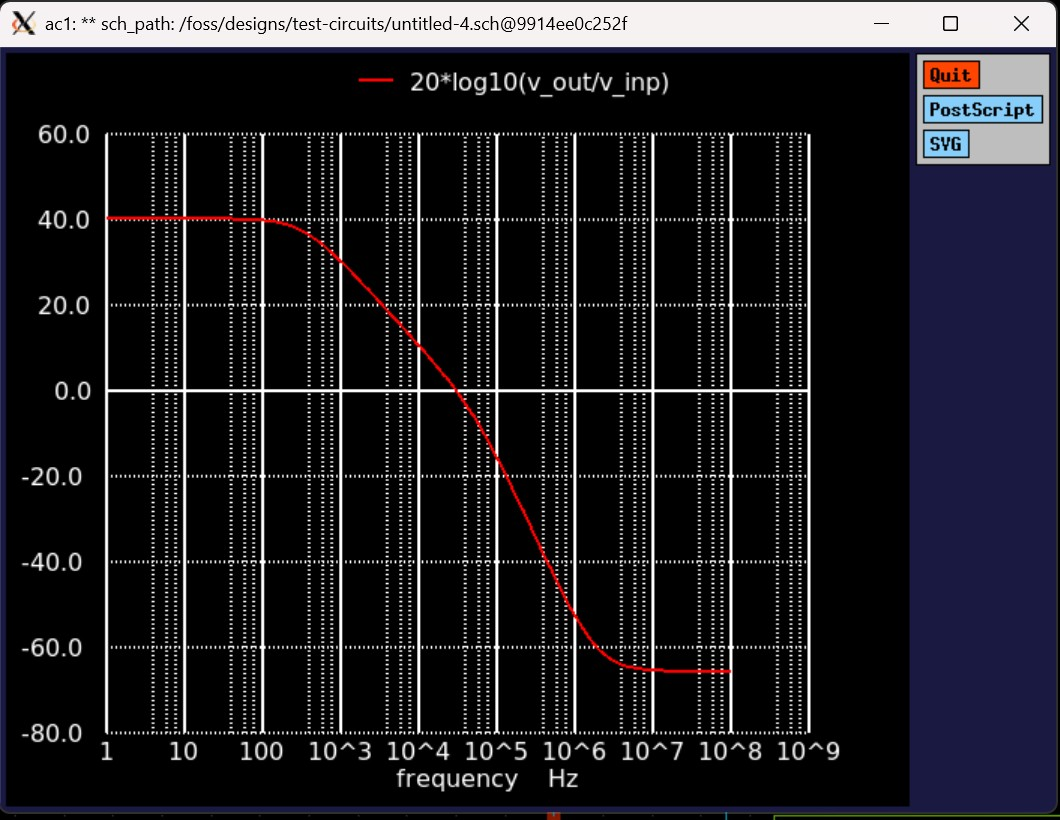 ac1: ** sch_path: /foss/designs/test-circuits/untitled-4.sch@9914ee0c252f
20*log10(v_out/v_inp)
Quit
PostScript
SVG
60.0
40.0
20.0
0.0
-20.0
-40.0
-60.0
-80.0
1 10 100 10^3 10^4 10^5 10^6 10^7 10^8 10^9
frequency Hz